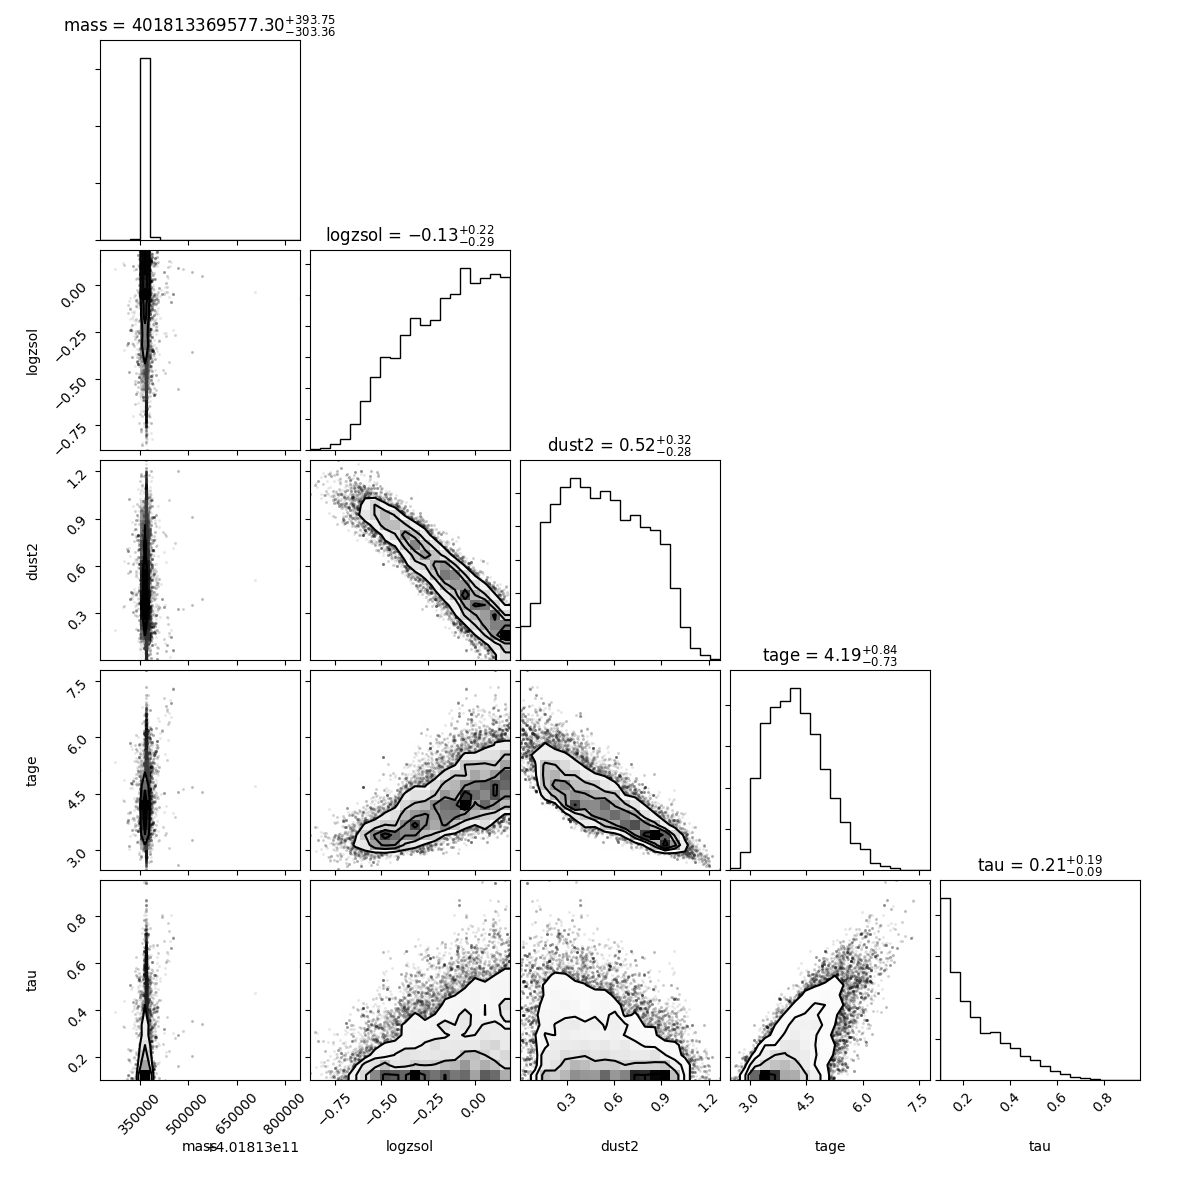 mass = 401813369577.30 +393.75 −303.36
logzsol = −0.13 +0.22 −0.29
logzsol
0.00
−0.25
−0.50
−0.75
dust2 = 0.52 +0.32 −0.28
dust2
1.2
0.9
0.6
0.3
tage = 4.19 +0.84 −0.73
tage
7.5
6.0
4.5
3.0
tau = 0.21 +0.19 −0.09
tau
0.8
0.6
0.4
0.2
350000 500000 650000 800000
−0.75 −0.50 −0.25 0.00
0.3 0.6 0.9 1.2
3.0 4.5 6.0 7.5
0.2 0.4 0.6 0.8
mass +4.01813e11 logzsol dust2 tage tau